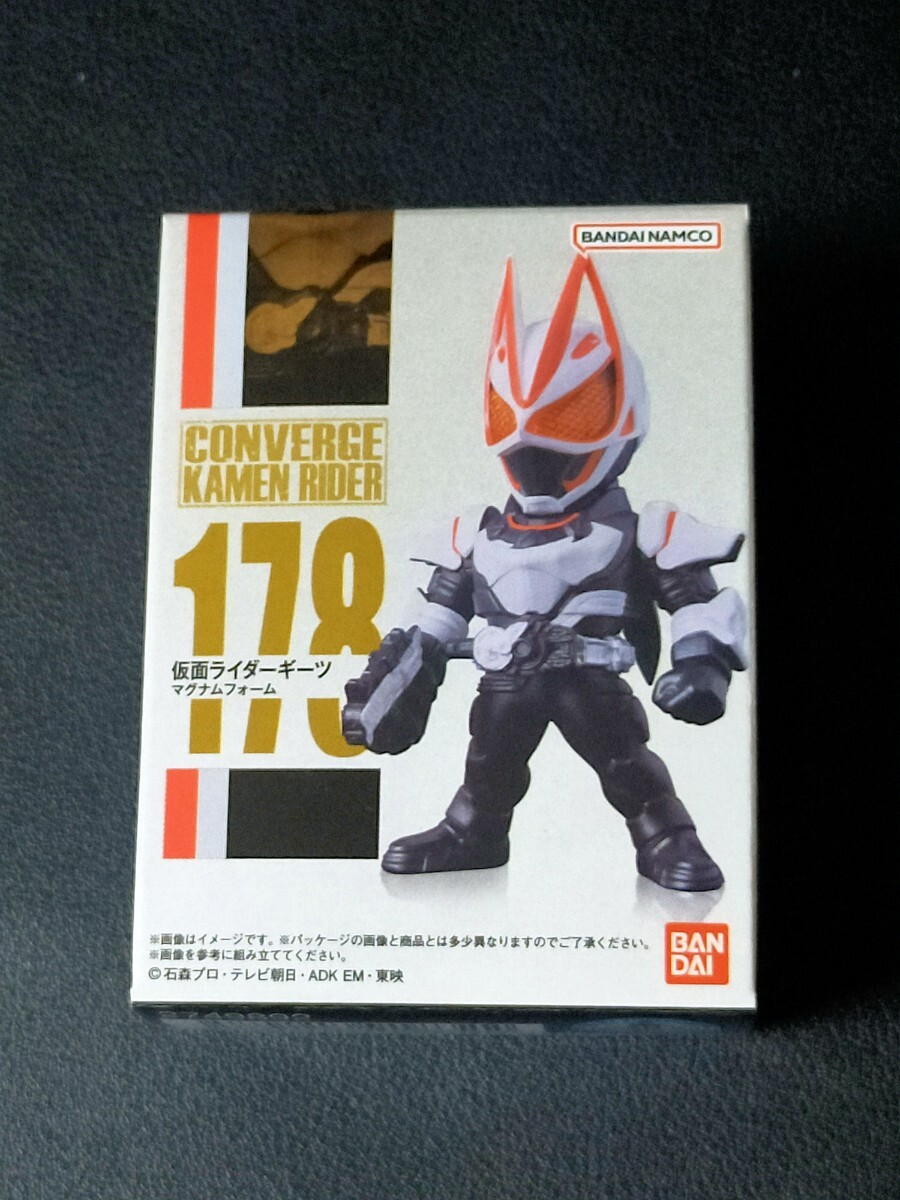 BANDAI NAMCO
CONVERGE
KAMEN RIDER
178
仮面ライダーギーツ
マグナムフォーム
※画像はイメージです。※パッケージの画像と商品とは多少異なりますのでご了承ください。
※画像を参考に組み立ててください。
©石森プロ・テレビ朝日・ADK EM・東映
BAN
DAI